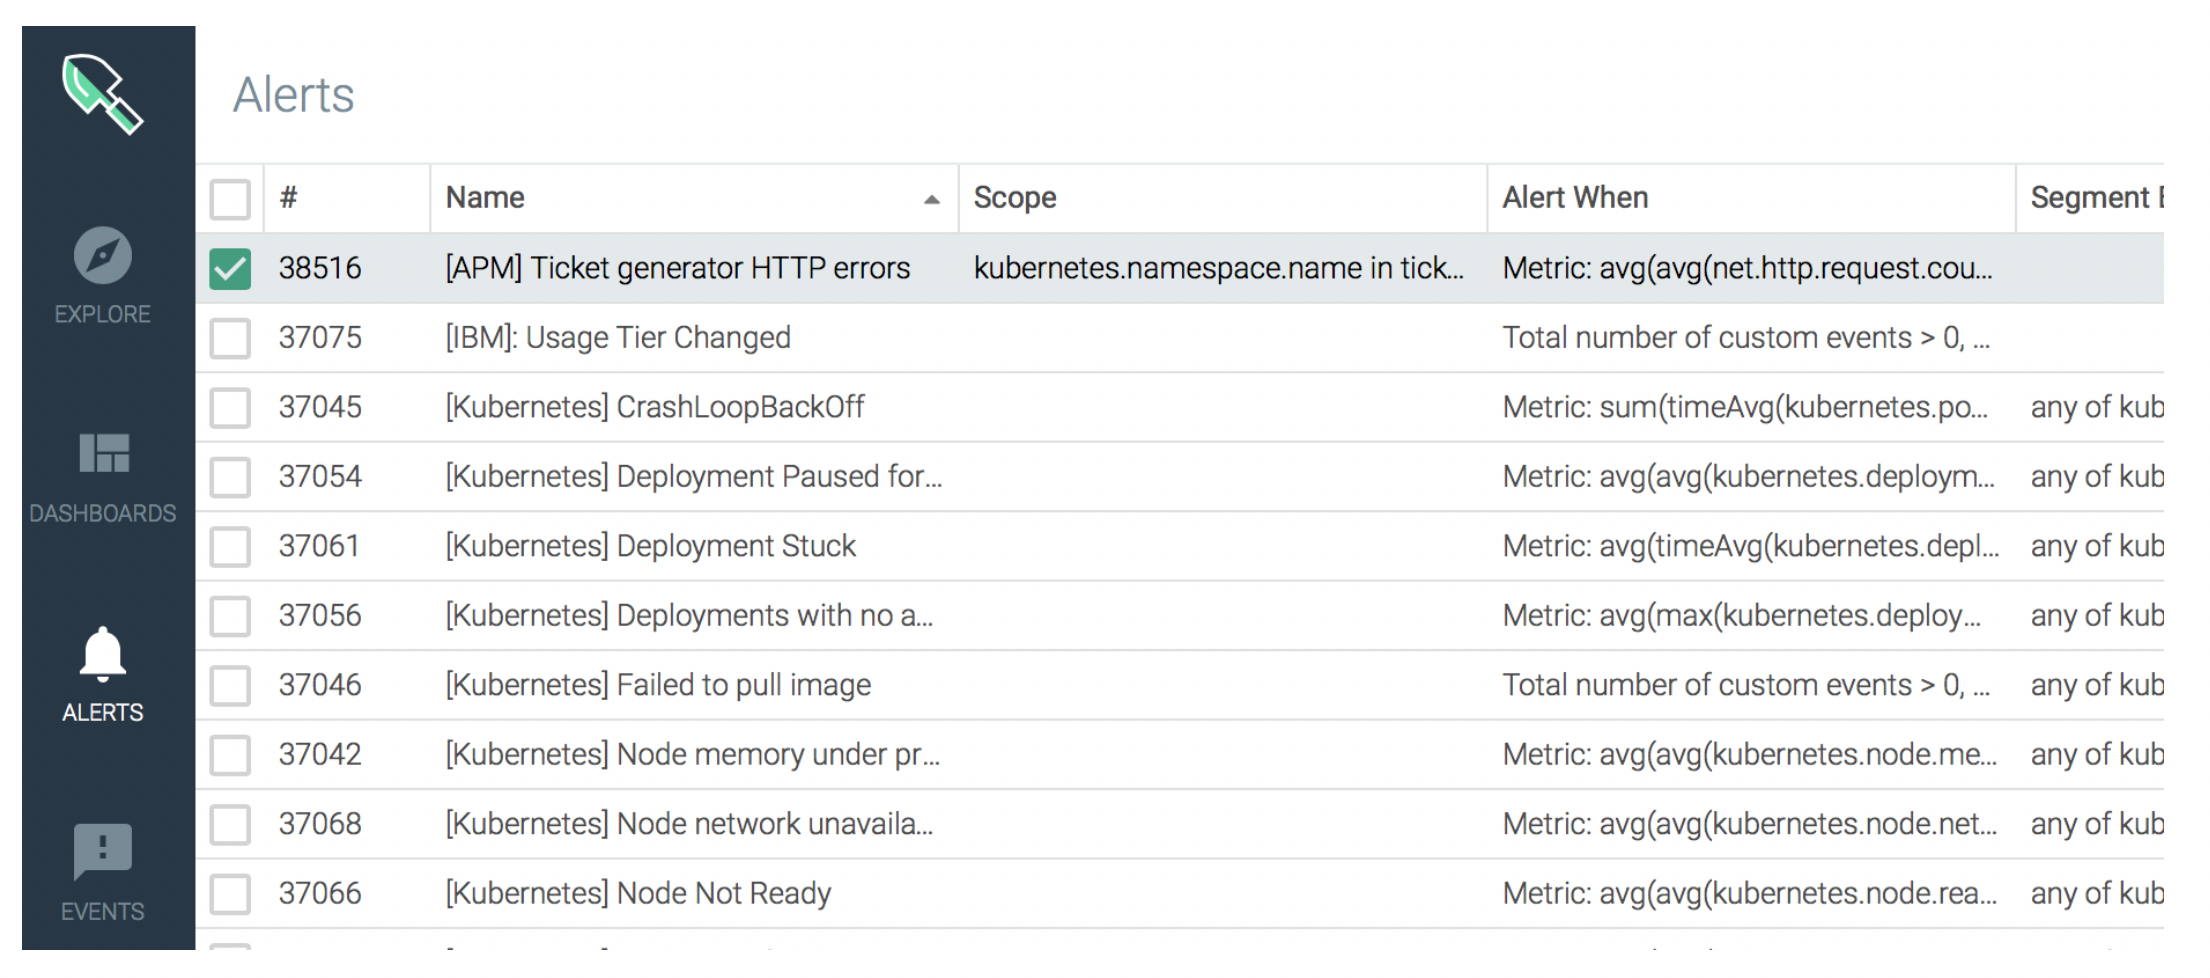 Alerts
# Name Scope Alert When Segment
38516 [APM] Ticket generator HTTP errors kubernetes.namespace.name in tick... Metric: avg(avg(net.http.request.cou...
EXPLORE
37075 [IBM]: Usage Tier Changed Total number of custom events > 0, ...
37045 [Kubernetes] CrashLoopBackOff Metric: sum(timeAvg(kubernetes.po... any of kub
37054 [Kubernetes] Deployment Paused for... Metric: avg(avg(kubernetes.deploym... any of kub
DASHBOARDS
37061 [Kubernetes] Deployment Stuck Metric: avg(timeAvg(kubernetes.depl... any of kub
37056 [Kubernetes] Deployments with no a... Metric: avg(max(kubernetes.deploy... any of kub
37046 [Kubernetes] Failed to pull image Total number of custom events > 0, ... any of kub
ALERTS
37042 [Kubernetes] Node memory under pr... Metric: avg(avg(kubernetes.node.me... any of kub
37068 [Kubernetes] Node network unavaila... Metric: avg(avg(kubernetes.node.net... any of kub
37066 [Kubernetes] Node Not Ready Metric: avg(avg(kubernetes.node.rea... any of kub
EVENTS